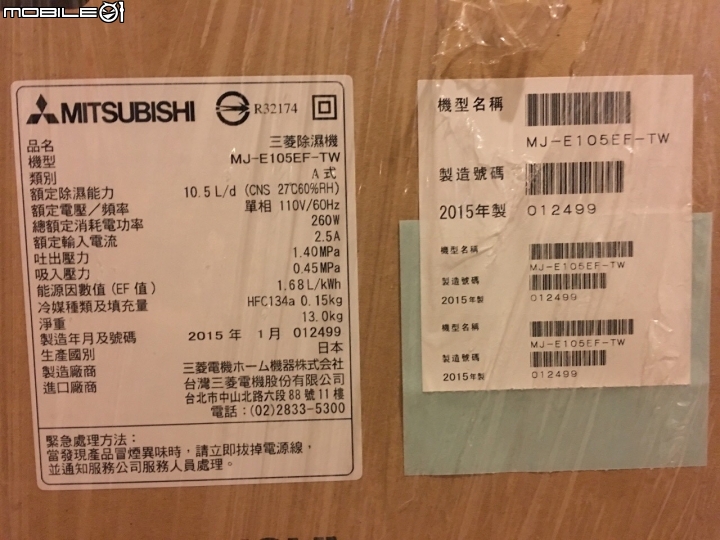 MOBILE01
MITSUBISHI R32174
品名 三菱除濕機
機型 MJ-E105EF-TW
類別 A式
額定除濕能力 10.5 L/d (CNS 27℃60%RH)
額定電壓／頻率 單相 110V/60Hz
總額定消耗電功率 260W
額定輸入電流 2.5A
吐出壓力 1.40MPa
吸入壓力 0.45MPa
能源因數值(EF值) 1.68 L/kWh
冷媒種類及填充量 HFC134a 0.15kg
淨重 13.0kg
製造年月及號碼 2015 年 1月 012499
生產國別 日本
製造廠商 三菱電機ホーム機器株式会社
進口廠商 台灣三菱電機股份有限公司
台北市中山北路六段88號11樓
電話：(02)2833-5300
緊急處理方法：
當發現產品冒煙異味時，請立即拔掉電源線，
並通知服務公司服務人員處理。
機型名稱
MJ-E105EF-TW
製造號碼
2015年製 012499
機型名稱
MJ-E105EF-TW
製造號碼
2015年製 012499
機型名稱
MJ-E105EF-TW
製造號碼
2015年製 012499